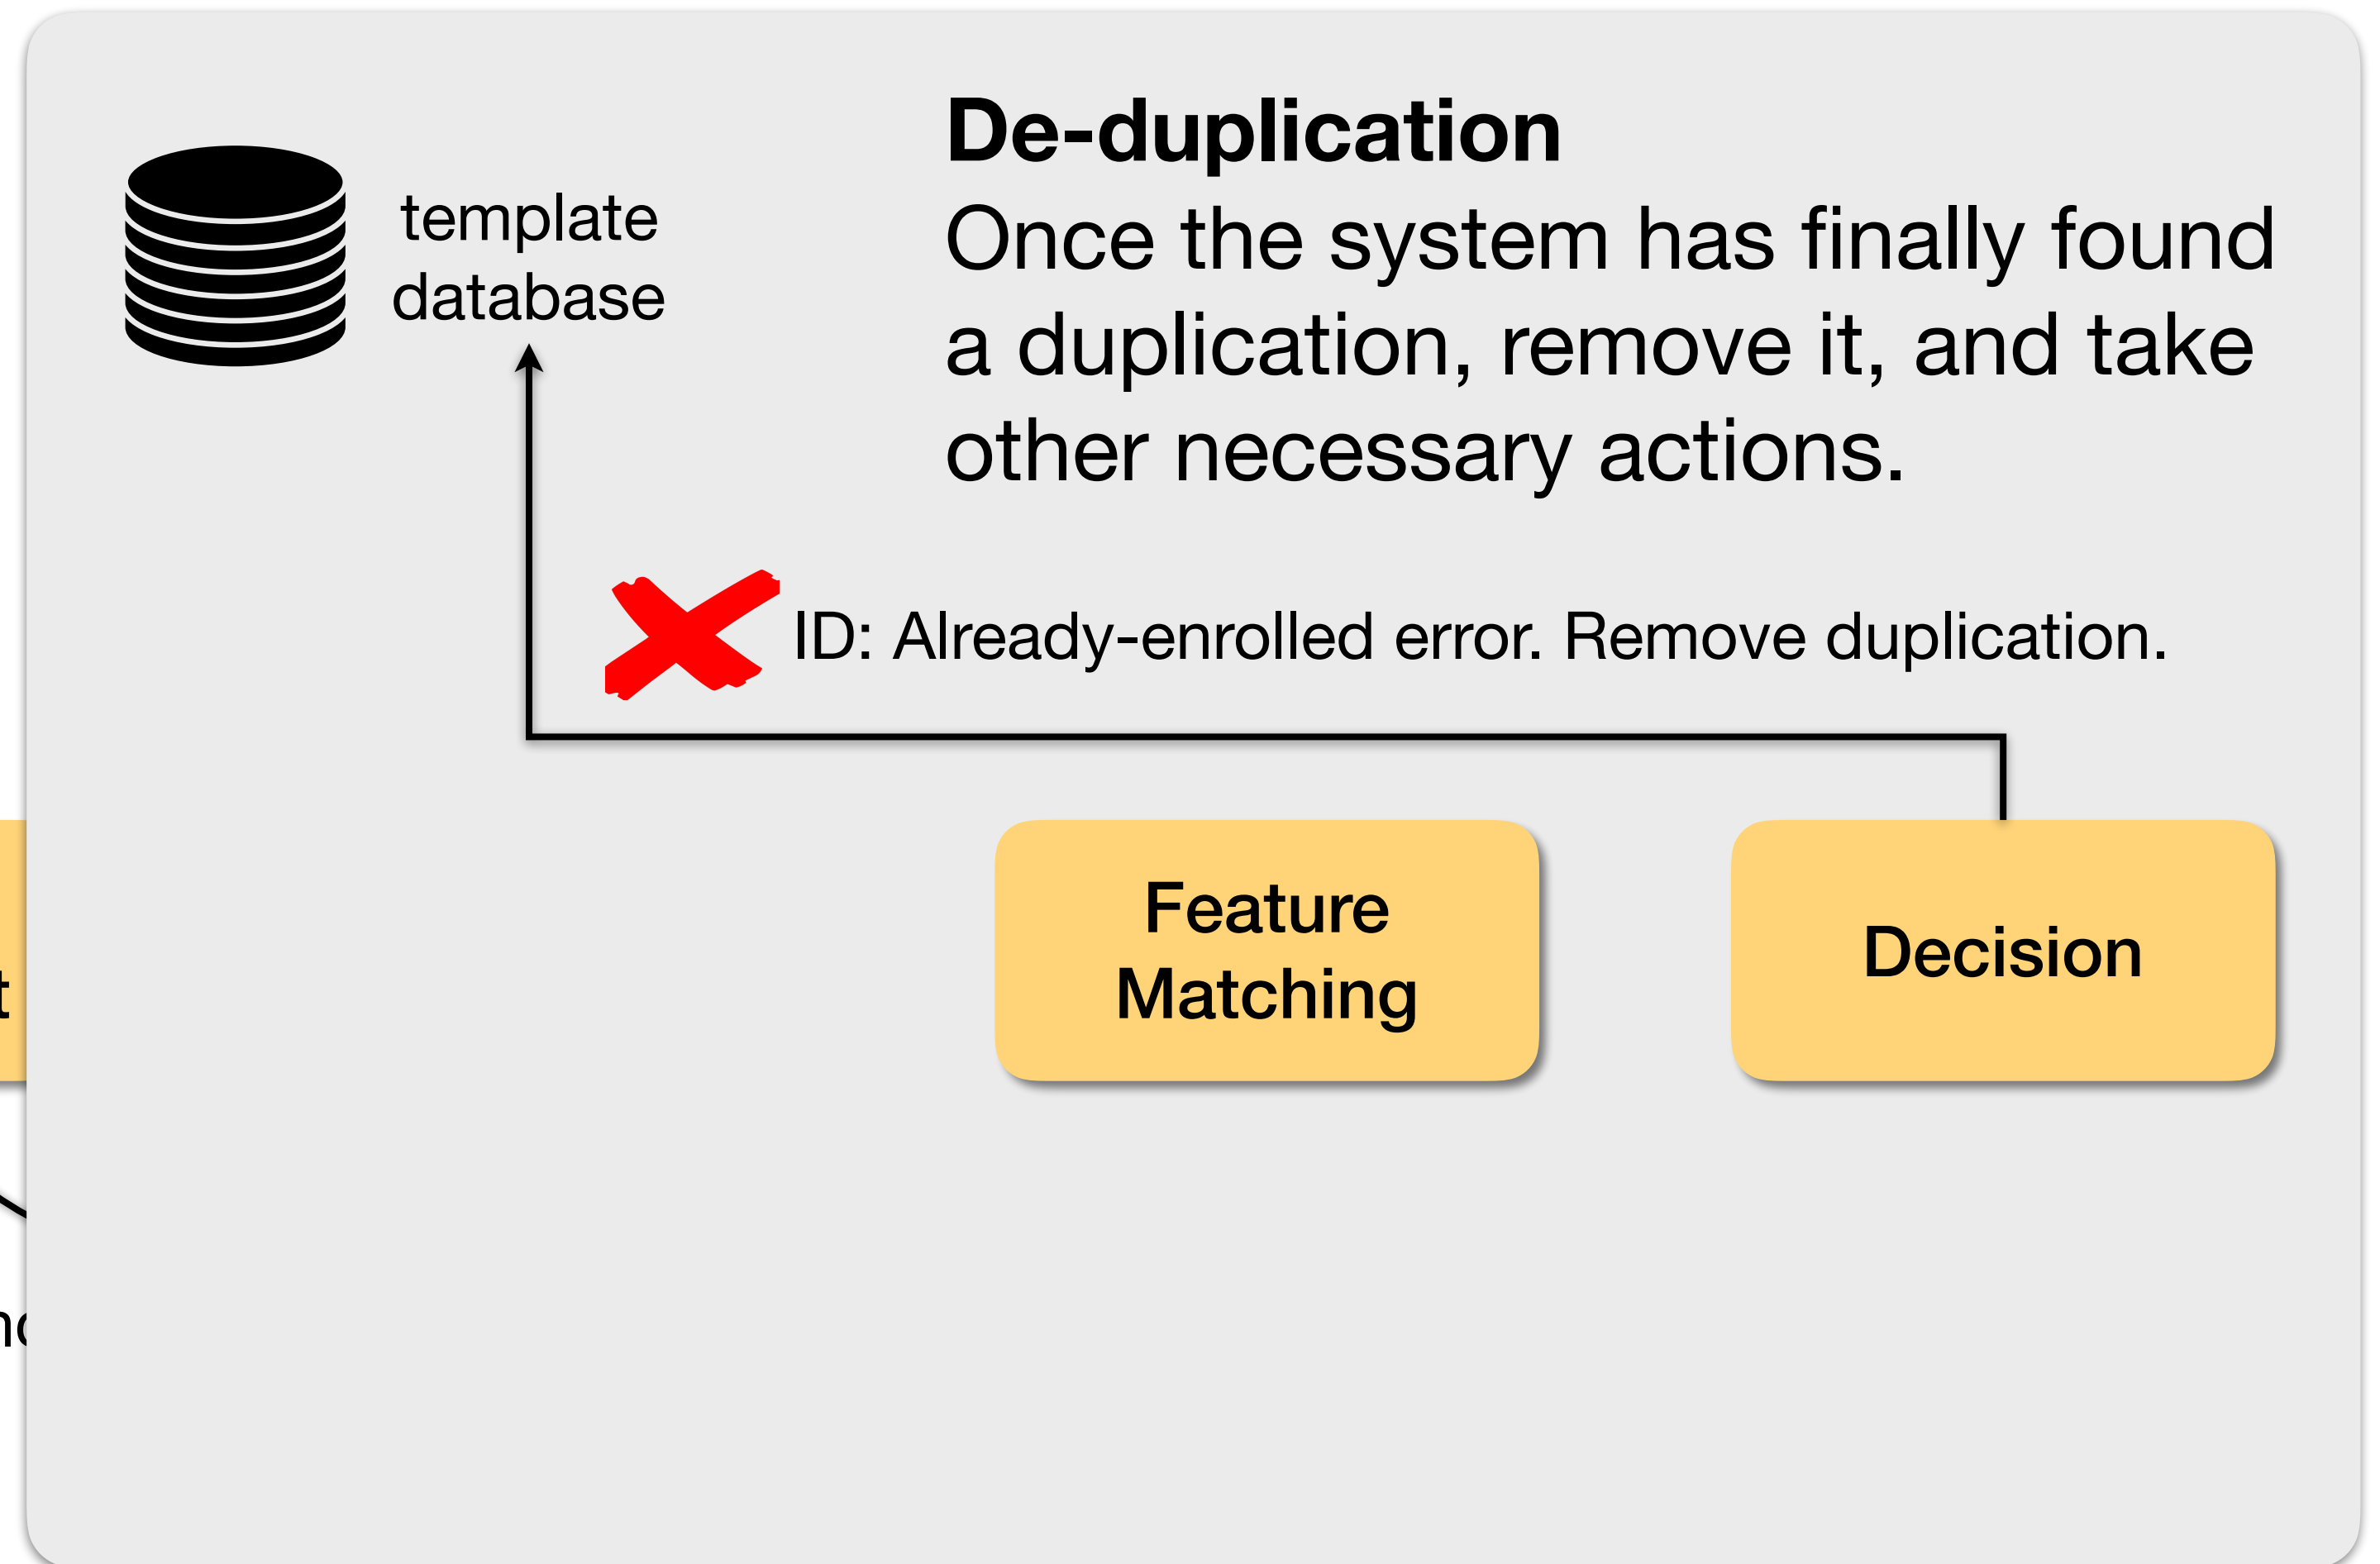 De-duplication
Once the system has finally found
a duplication, remove it, and take
other necessary actions.
template
database
ID: Already-enrolled error. Remove duplication.
Feature
Matching
Decision